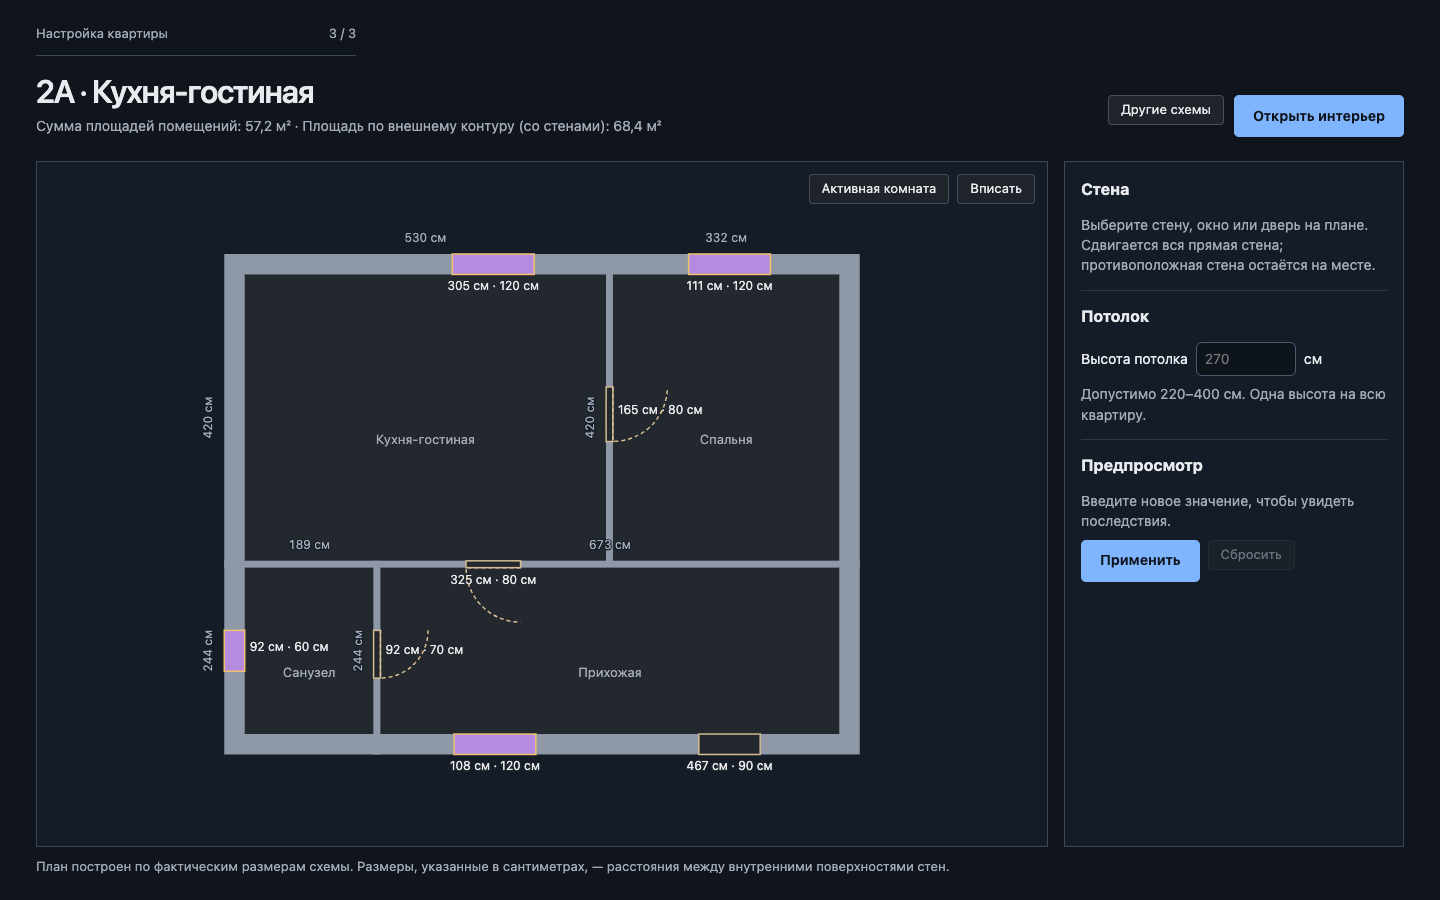 Настройка квартиры
3 / 3
2А · Кухня-гостиная
Сумма площадей помещений: 57,2 м² · Площадь по внешнему контуру (со стенами): 68,4 м²
Другие схемы
Открыть интерьер
Активная комната
Вписать
530 см
332 см
305 см · 120 см
111 см · 120 см
420 см
420 см
165 см · 80 см
Кухня-гостиная
Спальня
189 см
673 см
325 см · 80 см
244 см
92 см · 60 см
244 см
92 см · 70 см
Санузел
Прихожая
108 см · 120 см
467 см · 90 см
Стена
Выберите стену, окно или дверь на плане.
Сдвигается вся прямая стена;
противоположная стена остаётся на месте.
Потолок
Высота потолка
270
см
Допустимо 220–400 см. Одна высота на всю
квартиру.
Предпросмотр
Введите новое значение, чтобы увидеть
последствия.
Применить
Сбросить
План построен по фактическим размерам схемы. Размеры, указанные в сантиметрах, — расстояния между внутренними поверхностями стен.